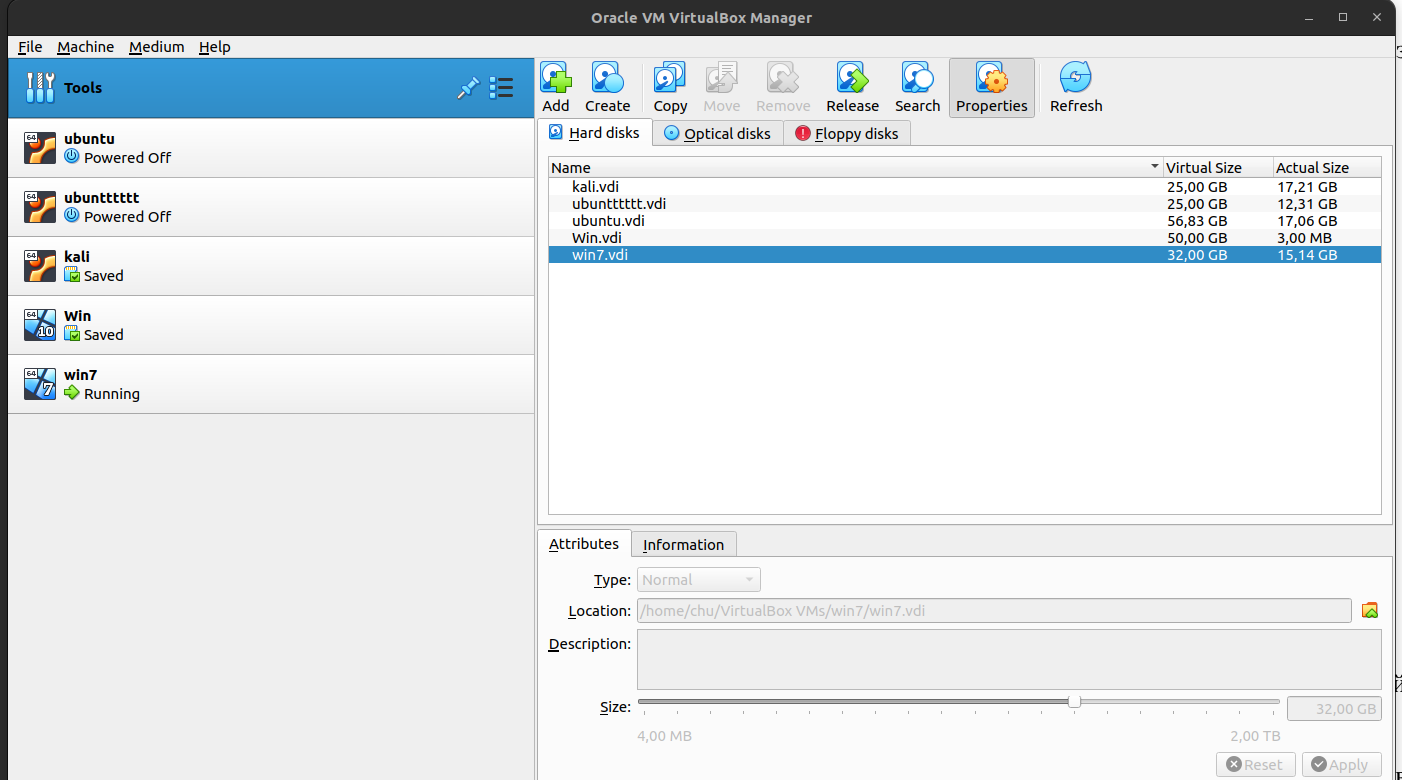 Oracle VM VirtualBox Manager
File Machine Medium Help
Tools
64
ubuntu
Powered Off
64
ubuntttttt
Powered Off
64
kali
Saved
64
10
Win
Saved
64
7
win7
Running
Add Create Copy Move Remove Release Search Properties Refresh
Hard disks Optical disks Floppy disks
Name Virtual Size Actual Size
kali.vdi 25,00 GB 17,21 GB
ubuntttttt.vdi 25,00 GB 12,31 GB
ubuntu.vdi 56,83 GB 17,06 GB
Win.vdi 50,00 GB 3,00 MB
win7.vdi 32,00 GB 15,14 GB
Attributes Information
Type: Normal
Location: /home/chu/VirtualBox VMs/win7/win7.vdi
Description:
Size: 32,00 GB
4,00 MB 2,00 TB
Reset Apply